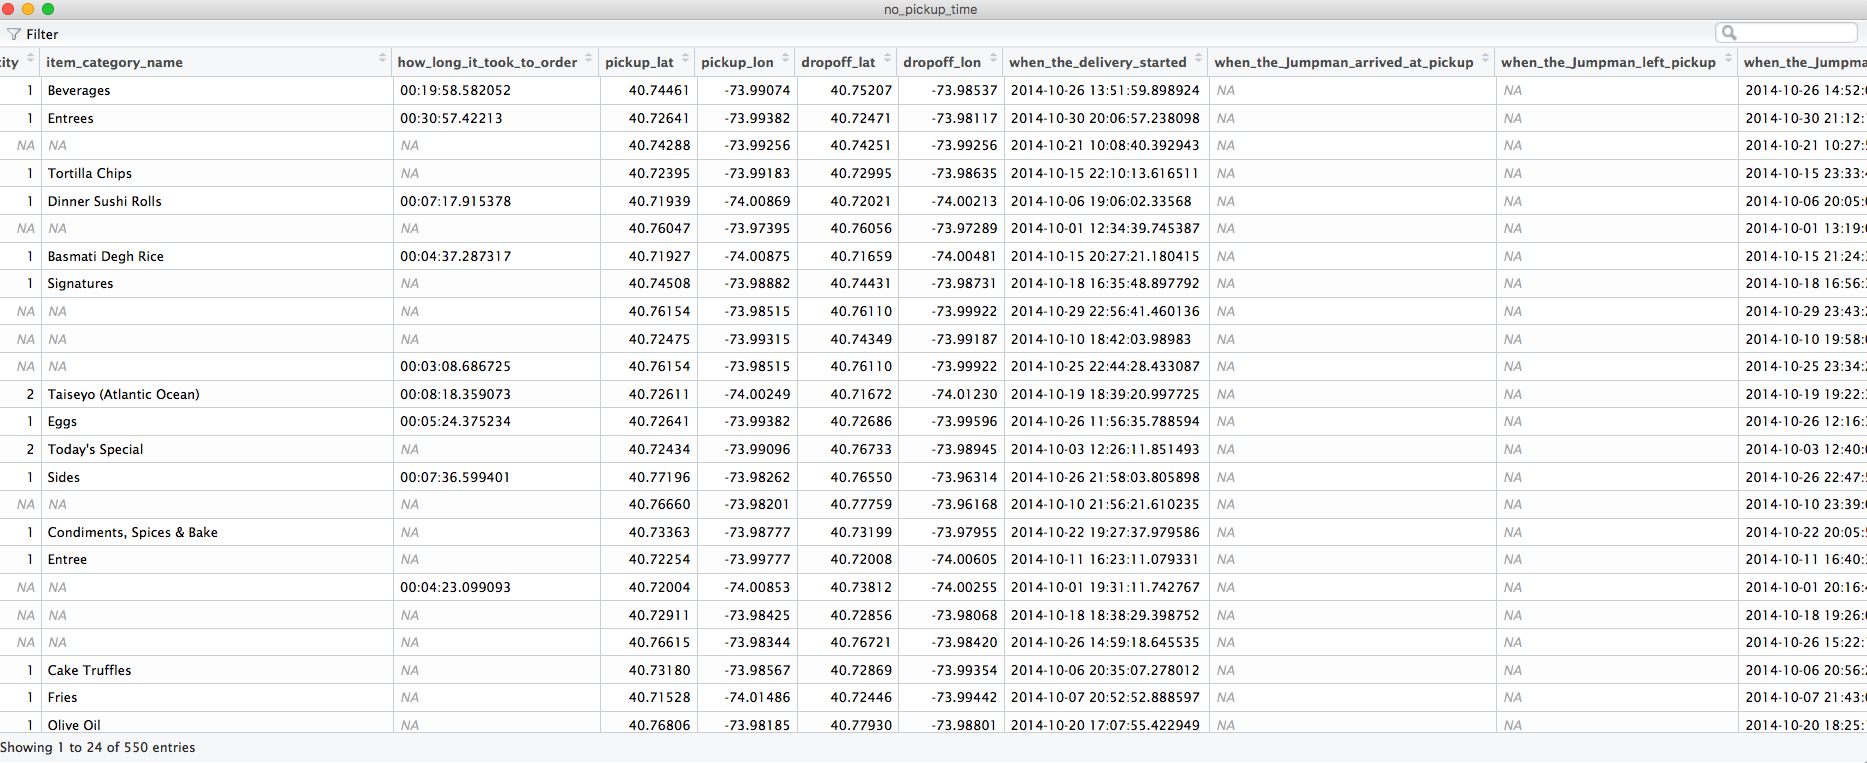 no_pickup_time
Filter
ity item_category_name how_long_it_took_to_order pickup_lat pickup_lon dropoff_lat dropoff_lon when_the_delivery_started when_the_Jumpman_arrived_at_pickup when_the_Jumpman_left_pickup when_the_Jumpma
1 Beverages 00:19:58.582052 40.74461 -73.99074 40.75207 -73.98537 2014-10-26 13:51:59.898924 NA NA 2014-10-26 14:52:
1 Entrees 00:30:57.42213 40.72641 -73.99382 40.72471 -73.98117 2014-10-30 20:06:57.238098 NA NA 2014-10-30 21:12:
NA NA NA 40.74288 -73.99256 40.74251 -73.99256 2014-10-21 10:08:40.392943 NA NA 2014-10-21 10:27:
1 Tortilla Chips NA 40.72395 -73.99183 40.72995 -73.98635 2014-10-15 22:10:13.616511 NA NA 2014-10-15 23:33:
1 Dinner Sushi Rolls 00:07:17.915378 40.71939 -74.00869 40.72021 -74.00213 2014-10-06 19:06:02.33568 NA NA 2014-10-06 20:05:
NA NA NA 40.76047 -73.97395 40.76056 -73.97289 2014-10-01 12:34:39.745387 NA NA 2014-10-01 13:19:
1 Basmati Degh Rice 00:04:37.287317 40.71927 -74.00875 40.71659 -74.00481 2014-10-15 20:27:21.180415 NA NA 2014-10-15 21:24:
1 Signatures NA 40.74508 -73.98882 40.74431 -73.98731 2014-10-18 16:35:48.897792 NA NA 2014-10-18 16:56:
NA NA NA 40.76154 -73.98515 40.76110 -73.99922 2014-10-29 22:56:41.460136 NA NA 2014-10-29 23:43:
NA NA NA 40.72475 -73.99315 40.74349 -73.99187 2014-10-10 18:42:03.98983 NA NA 2014-10-10 19:58:
NA NA 00:03:08.686725 40.76154 -73.98515 40.76110 -73.99922 2014-10-25 22:44:28.433087 NA NA 2014-10-25 23:34:
2 Taiseyo (Atlantic Ocean) 00:08:18.359073 40.72611 -74.00249 40.71672 -74.01230 2014-10-19 18:39:20.997725 NA NA 2014-10-19 19:22:
1 Eggs 00:05:24.375234 40.72641 -73.99382 40.72686 -73.99596 2014-10-26 11:56:35.788594 NA NA 2014-10-26 12:16:
2 Today's Special NA 40.72434 -73.99096 40.76733 -73.98945 2014-10-03 12:26:11.851493 NA NA 2014-10-03 12:40:
1 Sides 00:07:36.599401 40.77196 -73.98262 40.76550 -73.96314 2014-10-26 21:58:03.805898 NA NA 2014-10-26 22:47:
NA NA NA 40.76660 -73.98201 40.77759 -73.96168 2014-10-10 21:56:21.610235 NA NA 2014-10-10 23:39:
1 Condiments, Spices & Bake NA 40.73363 -73.98777 40.73199 -73.97955 2014-10-22 19:27:37.979586 NA NA 2014-10-22 20:05:
1 Entree NA 40.72254 -73.99777 40.72008 -74.00605 2014-10-11 16:23:11.079331 NA NA 2014-10-11 16:40:
NA NA 00:04:23.099093 40.72004 -74.00853 40.73812 -74.00255 2014-10-01 19:31:11.742767 NA NA 2014-10-01 20:16:
NA NA NA 40.72911 -73.98425 40.72856 -73.98068 2014-10-18 18:38:29.398752 NA NA 2014-10-18 19:26:
NA NA NA 40.76615 -73.98344 40.76721 -73.98420 2014-10-26 14:59:18.645535 NA NA 2014-10-26 15:22:
1 Cake Truffles NA 40.73180 -73.98567 40.72869 -73.99354 2014-10-06 20:35:07.278012 NA NA 2014-10-06 20:56:
1 Fries NA 40.71528 -74.01486 40.72446 -73.99442 2014-10-07 20:52:52.888597 NA NA 2014-10-07 21:43:
1 Olive Oil NA 40.76806 -73.98185 40.77930 -73.98801 2014-10-20 17:07:55.422949 NA NA 2014-10-20 18:25:
Showing 1 to 24 of 550 entries